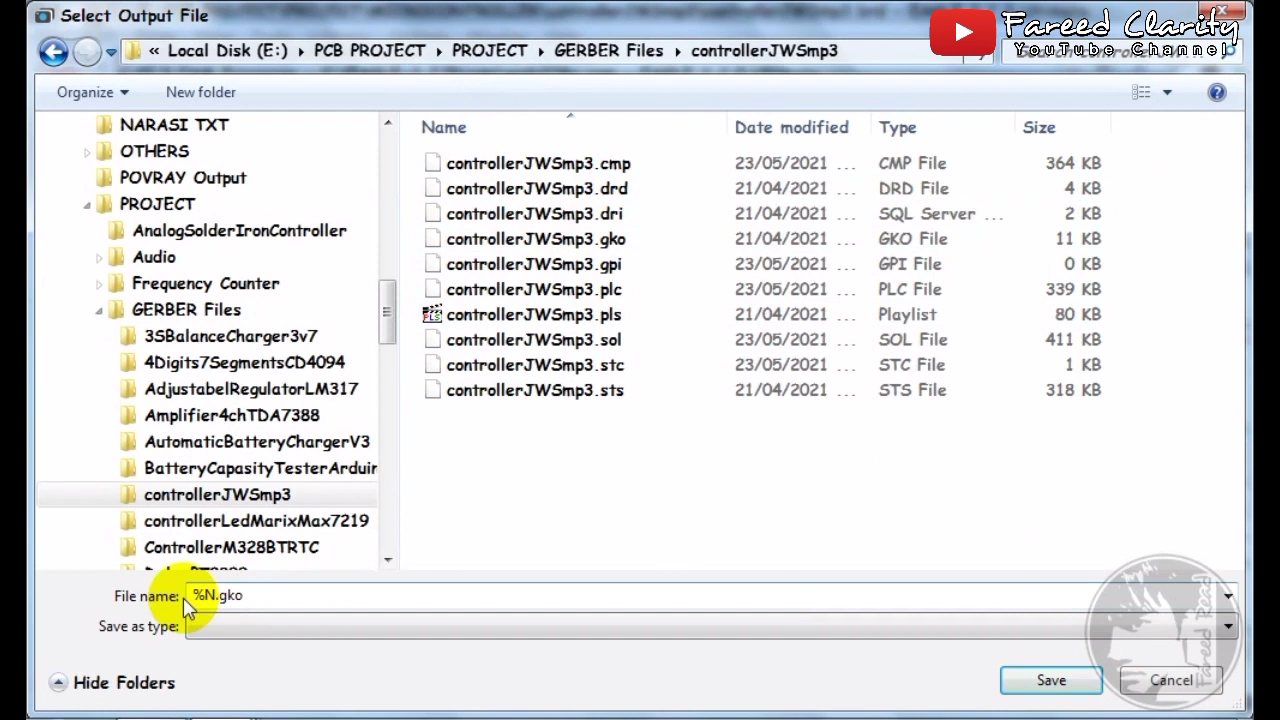 Select Output File
Fareed Clarity
YouTube Channel
« Local Disk (E:) PCB PROJECT PROJECT GERBER Files controllerJWSmp3
Organize New folder
NARASI TXT
OTHERS
POVRAY Output
PROJECT
AnalogSolderIronController
Audio
Frequency Counter
GERBER Files
3SBalanceCharger3v7
4Digits7SegmentsCD4094
AdjustabelRegulatorLM317
Amplifier4chTDA7388
AutomaticBatteryChargerV3
BatteryCapasityTesterArduin
controllerJWSmp3
controllerLedMarixMax7219
ControllerM328BTRTC
Name Date modified Type Size
controllerJWSmp3.cmp 23/05/2021 ... CMP File 364 KB
controllerJWSmp3.drd 21/04/2021 ... DRD File 4 KB
controllerJWSmp3.dri 21/04/2021 ... SQL Server ... 2 KB
controllerJWSmp3.gko 21/04/2021 ... GKO File 11 KB
controllerJWSmp3.gpi 23/05/2021 ... GPI File 0 KB
controllerJWSmp3.plc 23/05/2021 ... PLC File 339 KB
controllerJWSmp3.pls 21/04/2021 ... Playlist 80 KB
controllerJWSmp3.sol 23/05/2021 ... SOL File 411 KB
controllerJWSmp3.stc 23/05/2021 ... STC File 1 KB
controllerJWSmp3.sts 21/04/2021 ... STS File 318 KB
File name: %N.gko
Save as type:
Hide Folders
Save Cancel
Fareed Read